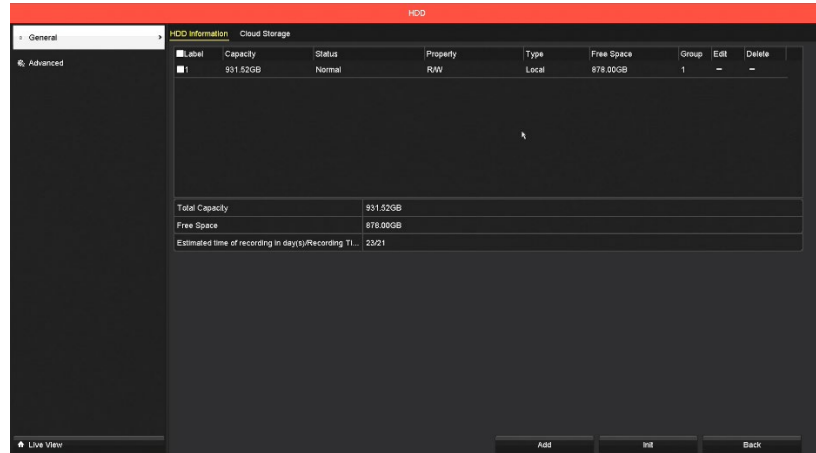 HDD
General
Advanced
HDD Information Cloud Storage
Label Capacity Status Property Type Free Space Group Edit Delete
1 931.52GB Normal R/W Local 878.00GB 1 – –
Total Capacity 931.52GB
Free Space 878.00GB
Estimated time of recording in day(s)/Recording Ti... 23/21
Live View
Add Init Back